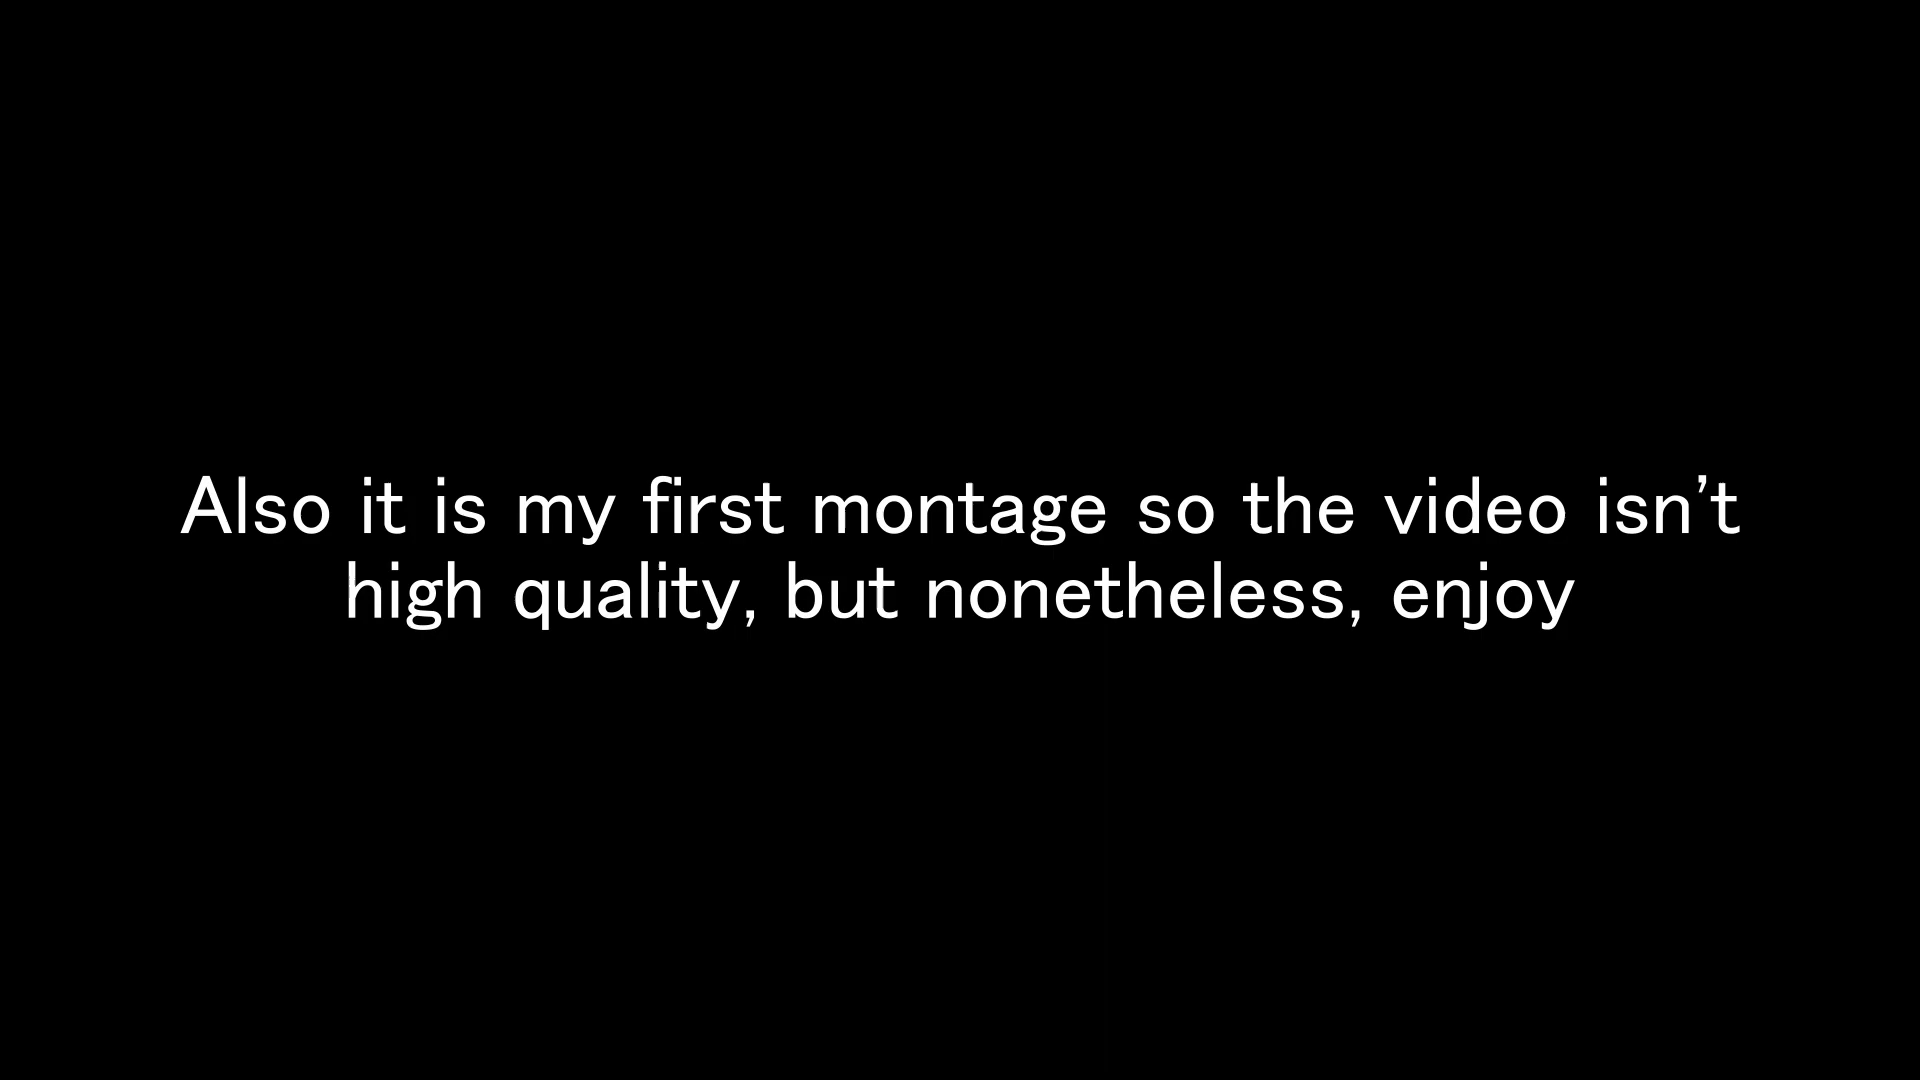 Also it is my first montage so the video isn’t
high quality, but nonetheless, enjoy